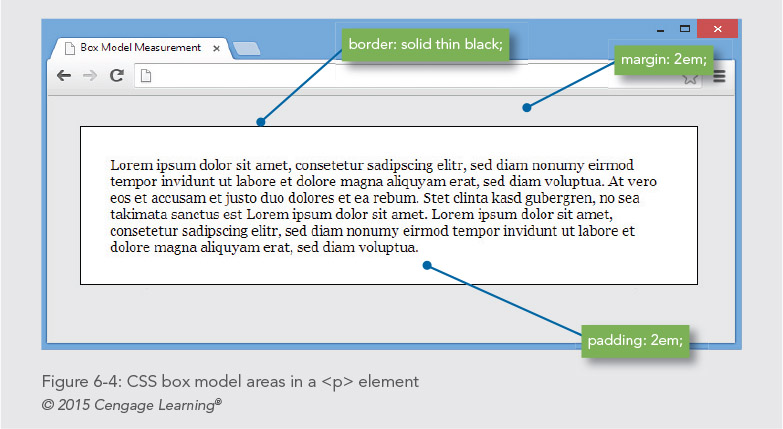 border: solid thin black;
Box Model Measurement
margin: 2em;
Lorem ipsum dolor sit amet, consetetur sadipscing elitr, sed diam nonumy eirmod
tempor invidunt ut labore et dolore magna aliquyam erat, sed diam voluptua. At vero
eos et accusam et justo duo dolores et ea rebum. Stet clinta kasd gubergren, no sea
takimata sanctus est Lorem ipsum dolor sit amet. Lorem ipsum dolor sit amet,
consetetur sadipscing elitr, sed diam nonumy eirmod tempor invidunt ut labore et
dolore magna aliquyam erat, sed diam voluptua.
padding: 2em;
Figure 6-4: CSS box model areas in a <p> element
© 2015 Cengage Learning®